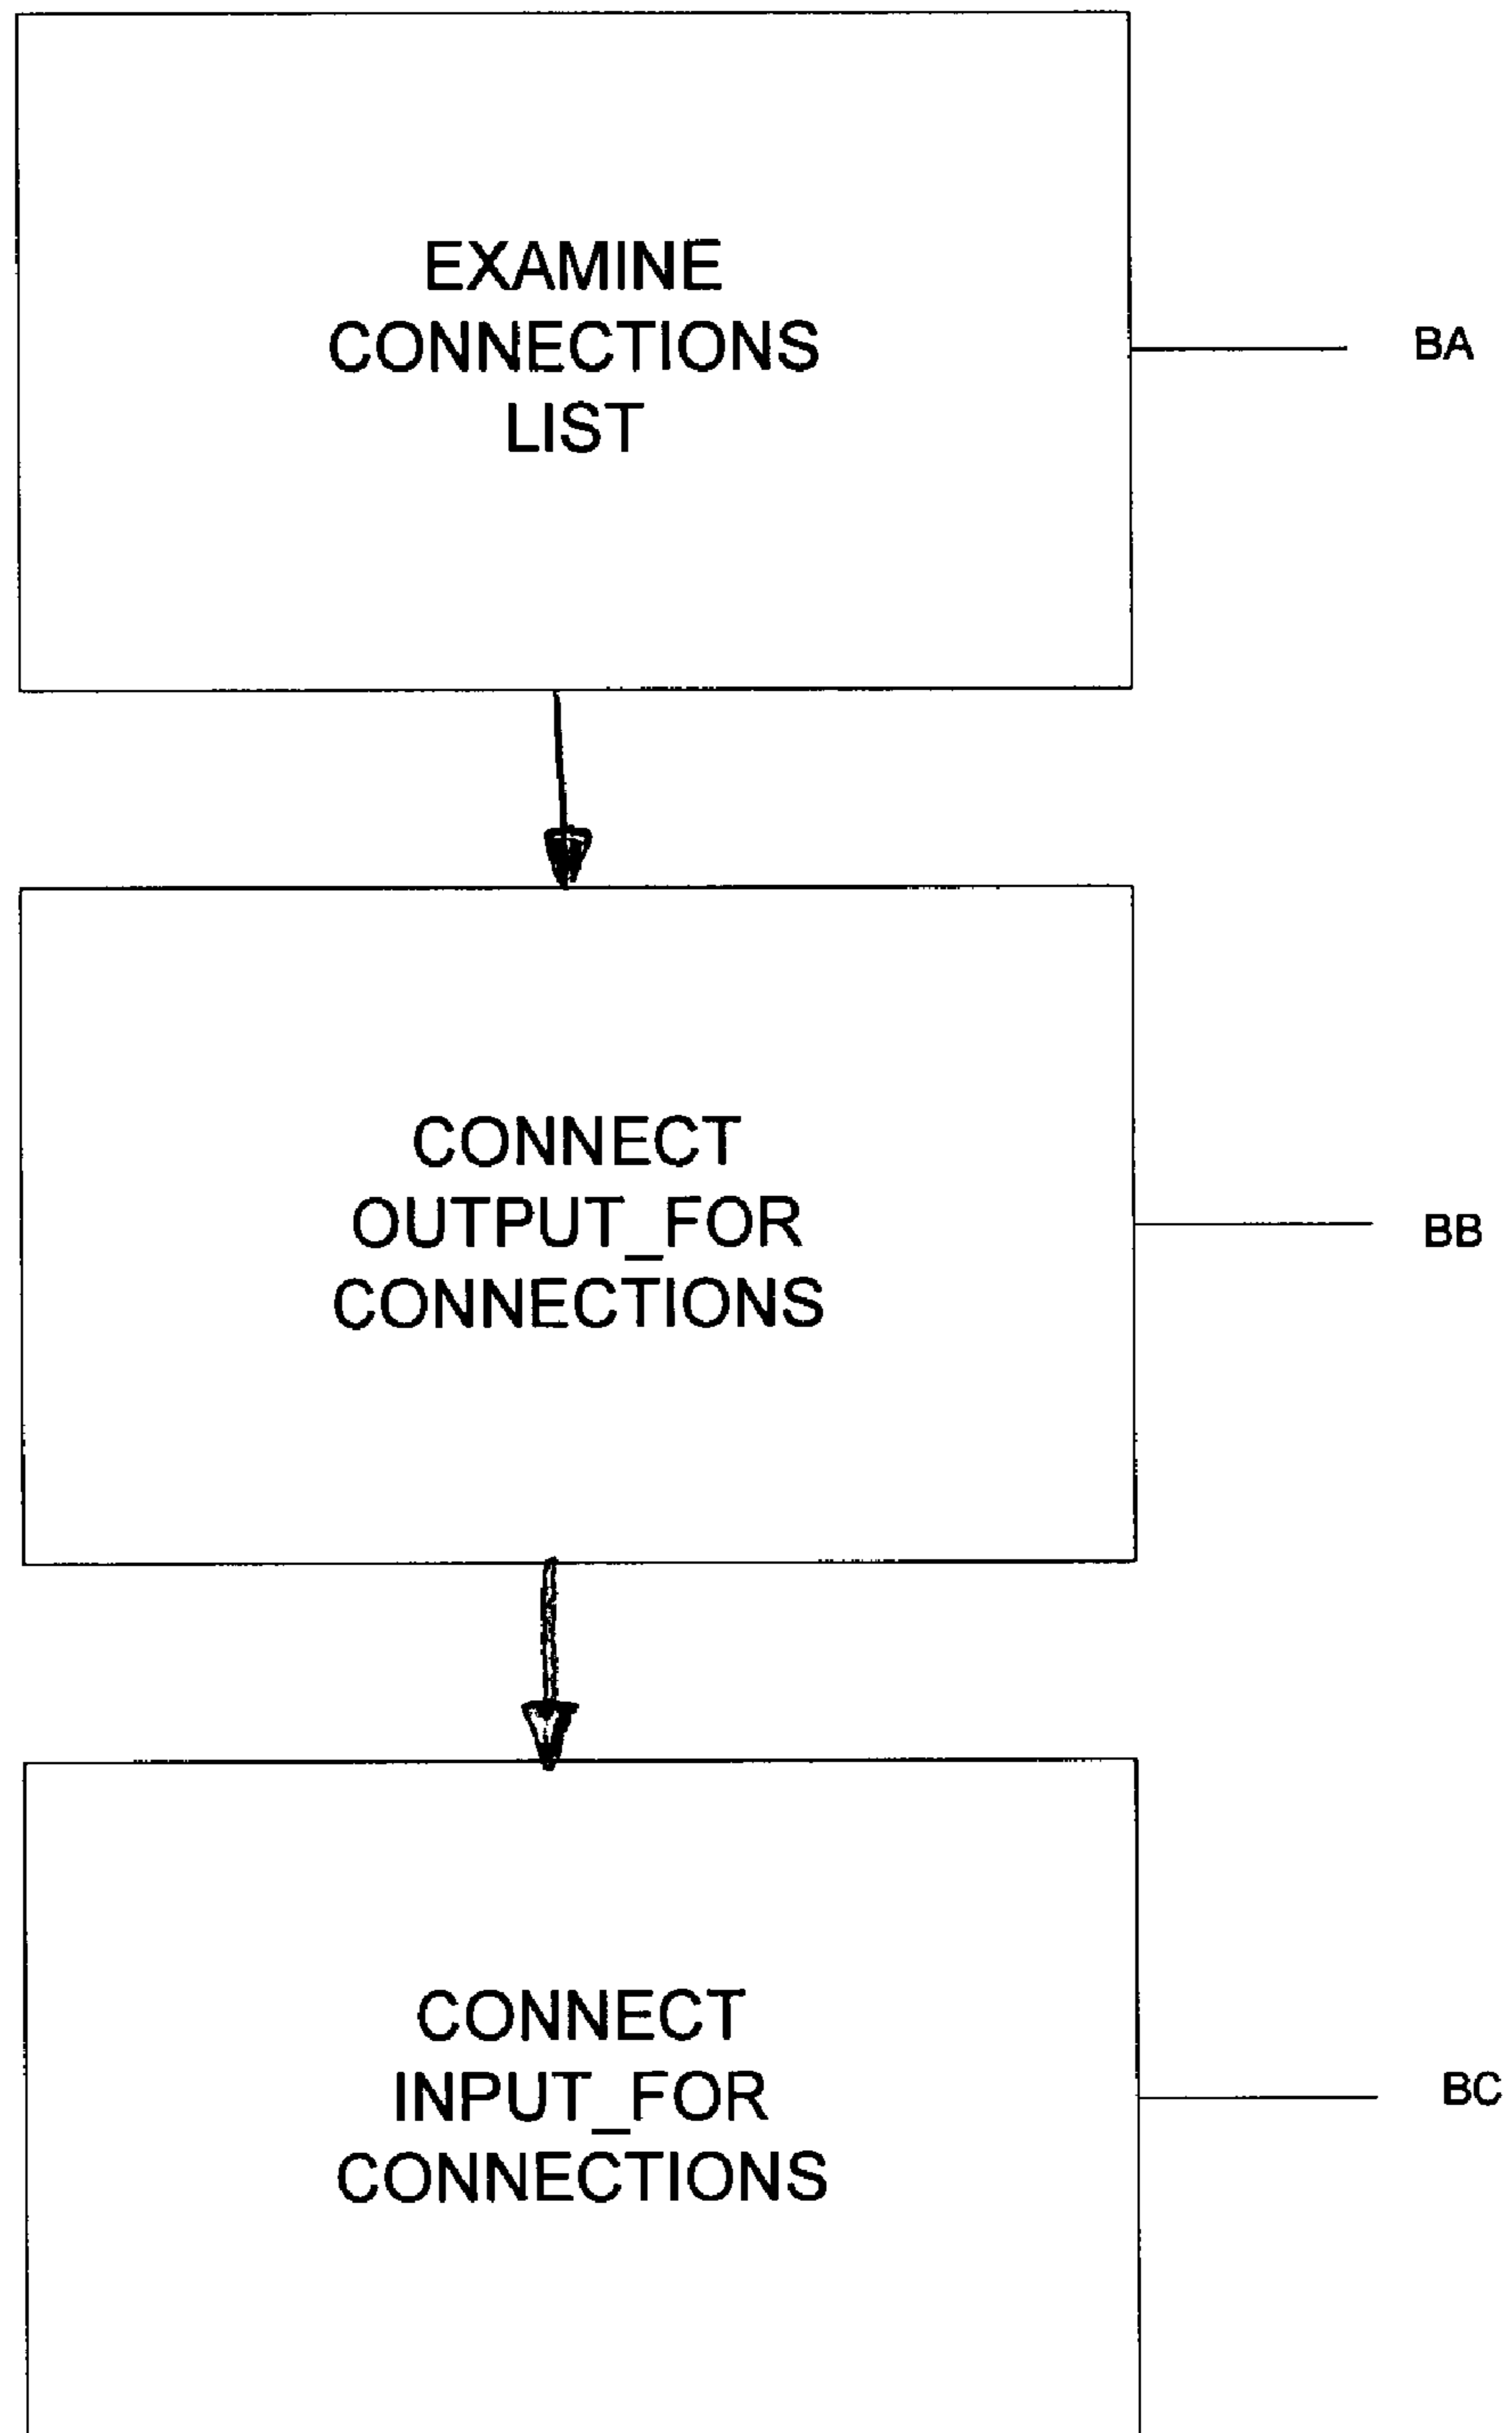 EXAMINE
CONNECTIONS
LIST
BA
CONNECT
OUTPUT_FOR
CONNECTIONS
BB
CONNECT
INPUT_FOR
CONNECTIONS
BC